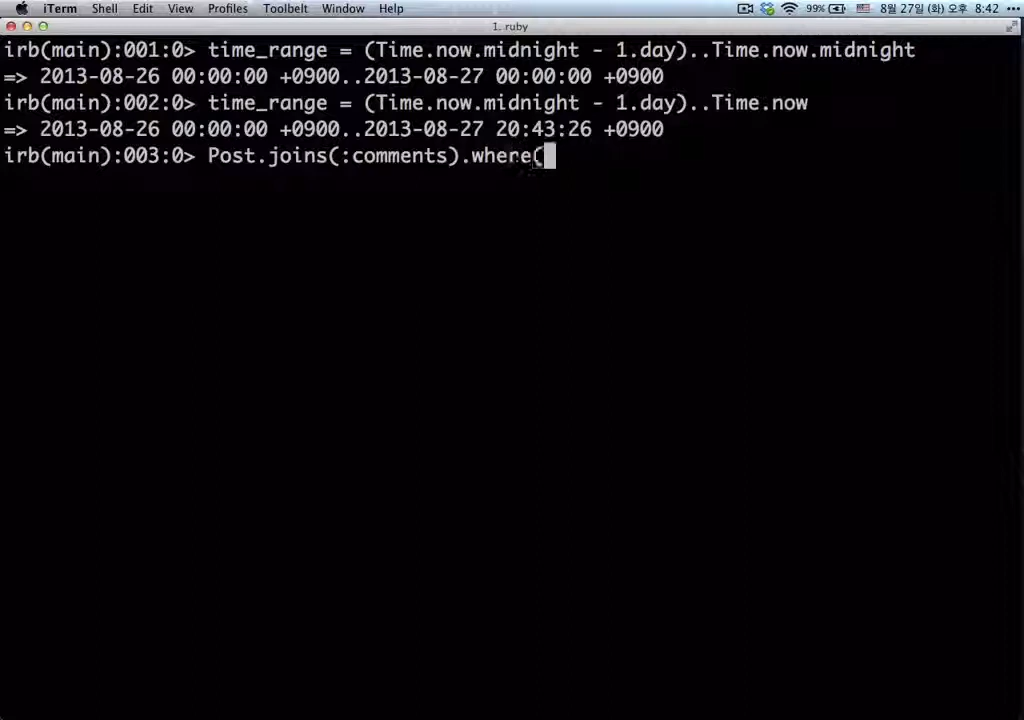 iTerm Shell Edit View Profiles Toolbelt Window Help 99% 8월 27일 (화) 오후 8:42
1. ruby
irb(main):001:0> time_range = (Time.now.midnight - 1.day)..Time.now.midnight
=> 2013-08-26 00:00:00 +0900..2013-08-27 00:00:00 +0900
irb(main):002:0> time_range = (Time.now.midnight - 1.day)..Time.now
=> 2013-08-26 00:00:00 +0900..2013-08-27 20:43:26 +0900
irb(main):003:0> Post.joins(:comments).where(